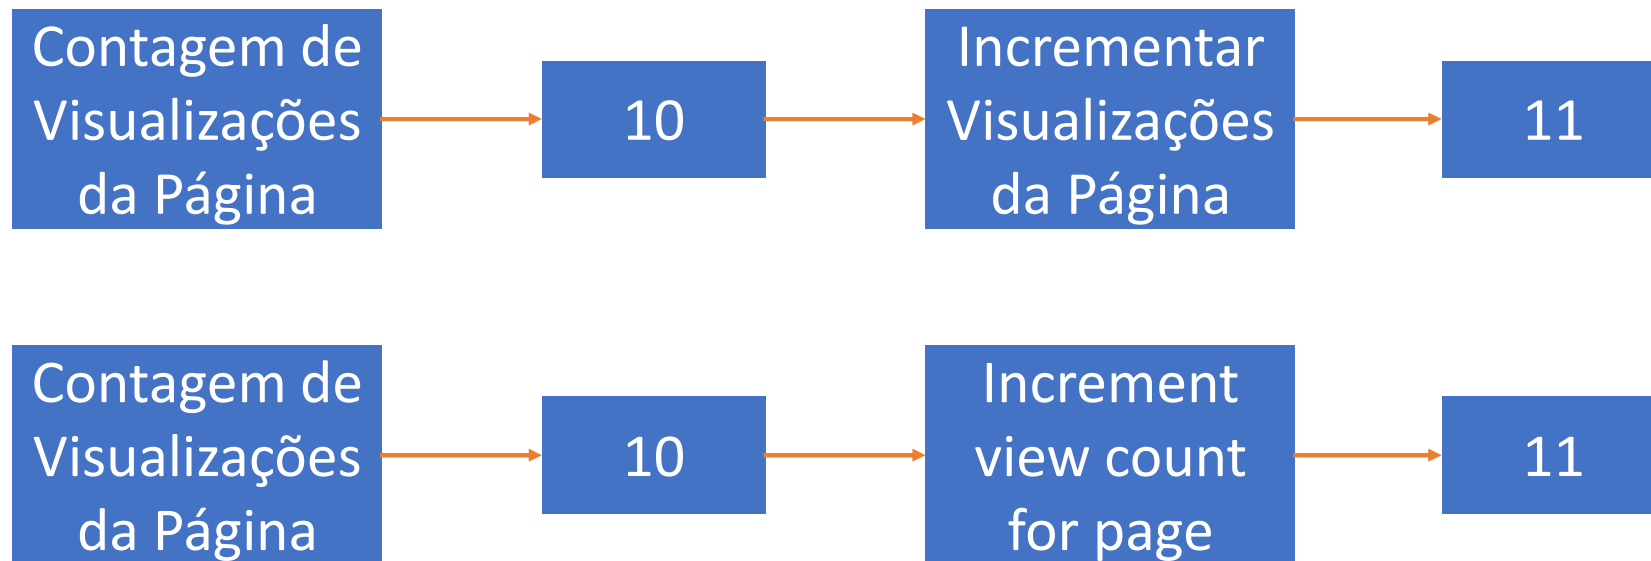 Contagem de
Visualizações
da Página
10
Incrementar
Visualizações
da Página
11
Contagem de
Visualizações
da Página
10
Increment
view count
for page
11